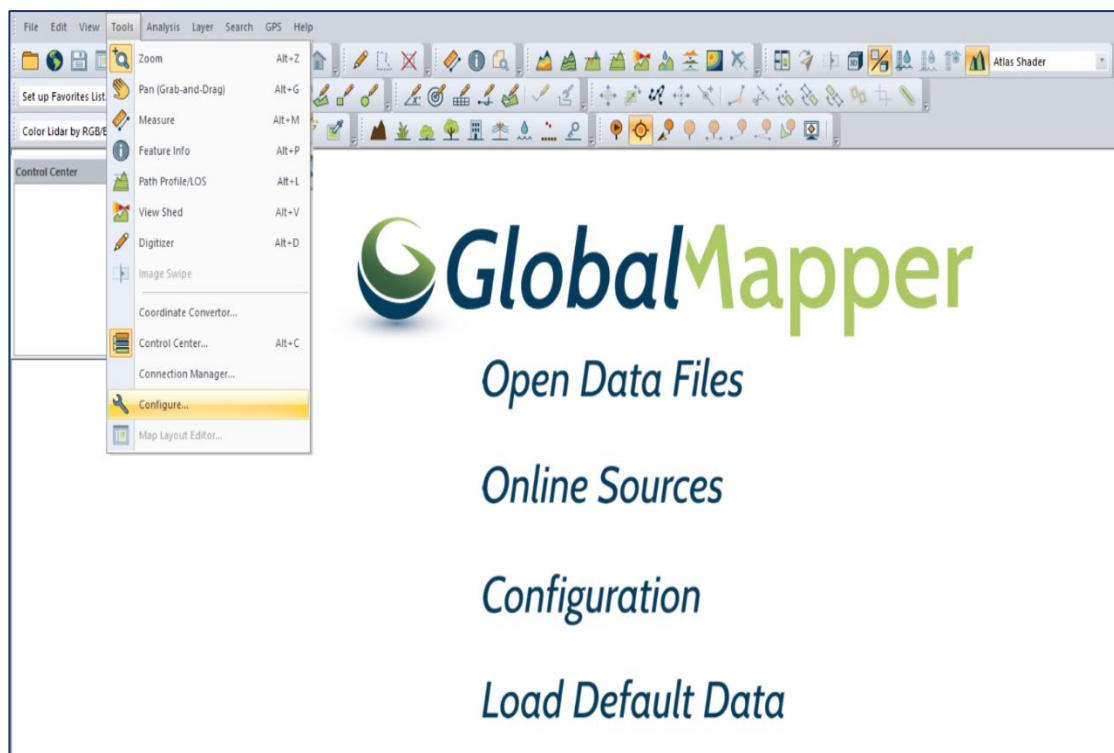 File Edit View Tools Analysis Layer Search GPS Help
Zoom Alt+Z
Atlas Shader
Set up Favorites List
Pan (Grab-and-Drag) Alt+G
Measure Alt+M
Color Lidar by RGB/E
Feature Info Alt+P
Control Center
Path Profile/LOS Alt+L
View Shed Alt+V
Digitizer Alt+D
Image Swipe
Coordinate Convertor...
Control Center... Alt+C
Connection Manager...
Configure...
Map Layout Editor...
GlobalMapper
Open Data Files
Online Sources
Configuration
Load Default Data